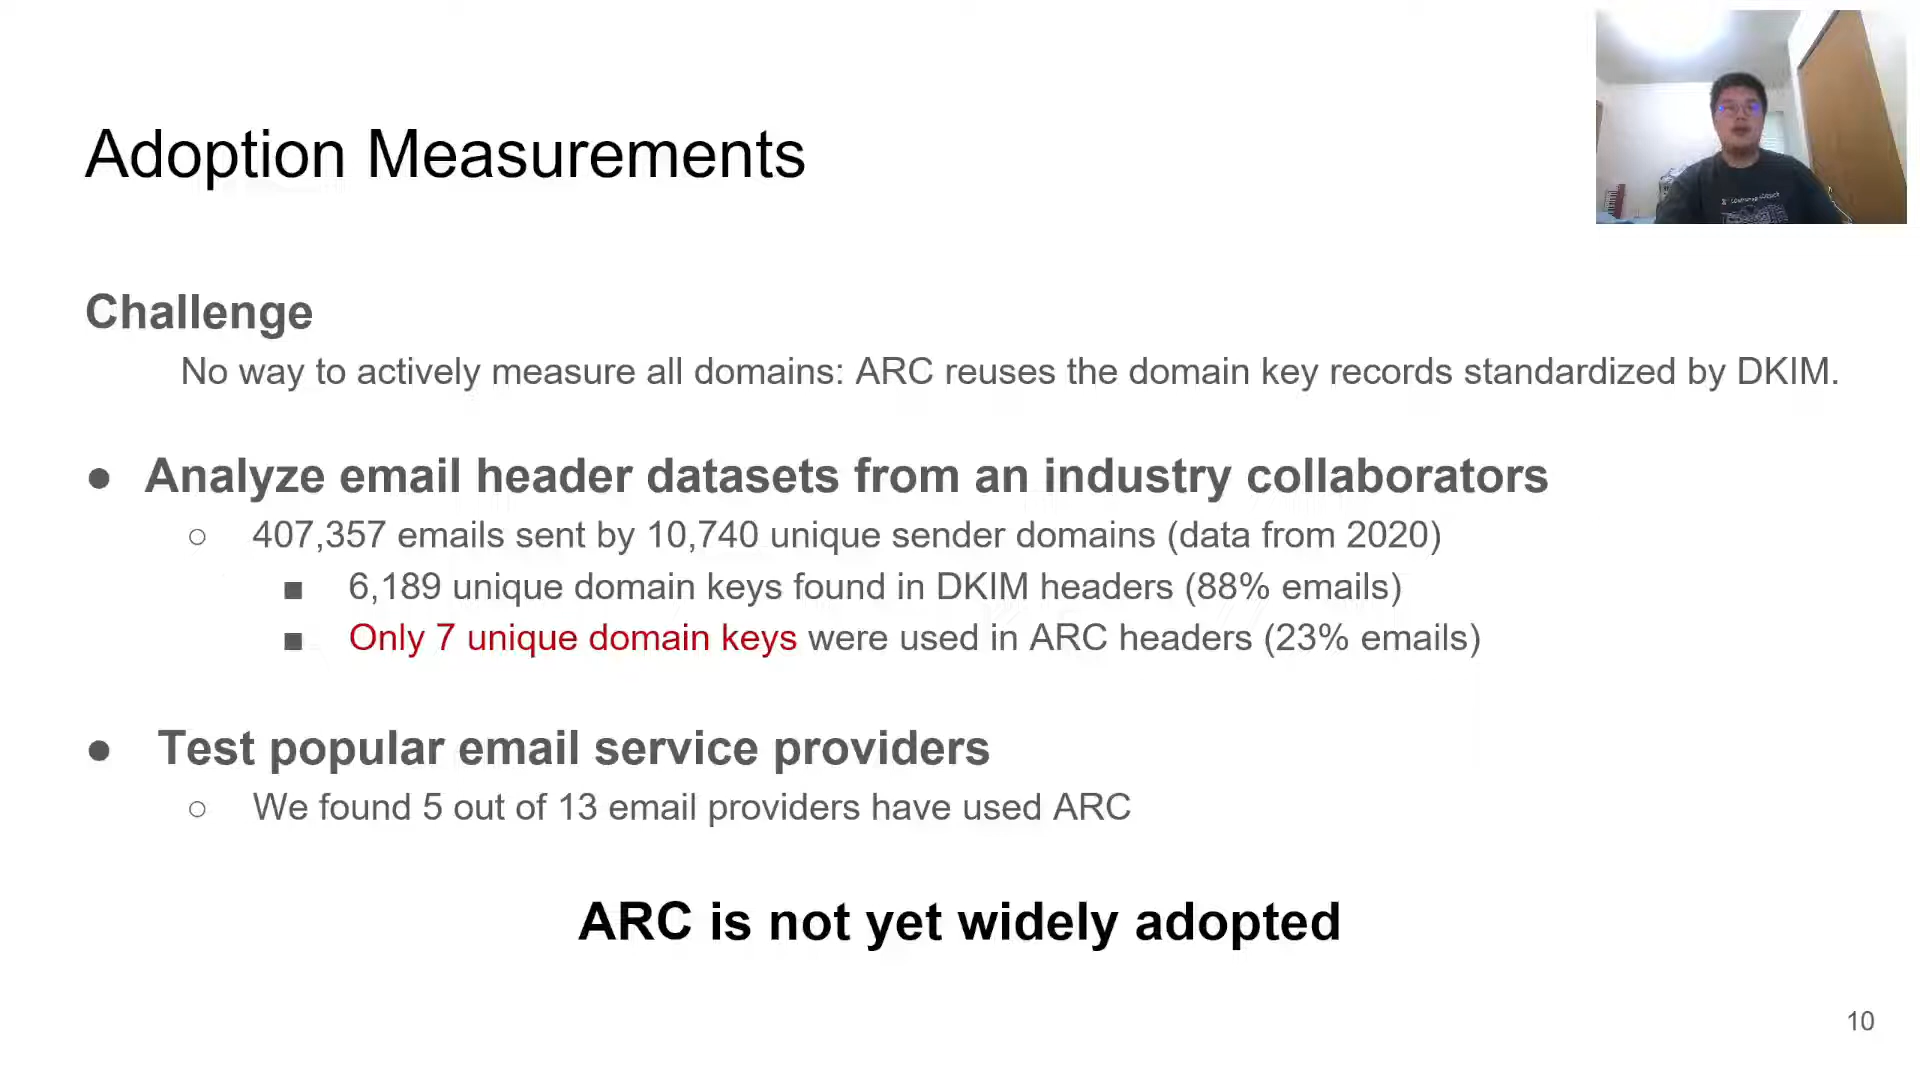 Adoption Measurements
Challenge
No way to actively measure all domains: ARC reuses the domain key records standardized by DKIM.
● Analyze email header datasets from an industry collaborators
○ 407,357 emails sent by 10,740 unique sender domains (data from 2020)
■ 6,189 unique domain keys found in DKIM headers (88% emails)
■ Only 7 unique domain keys were used in ARC headers (23% emails)
● Test popular email service providers
○ We found 5 out of 13 email providers have used ARC
ARC is not yet widely adopted
10